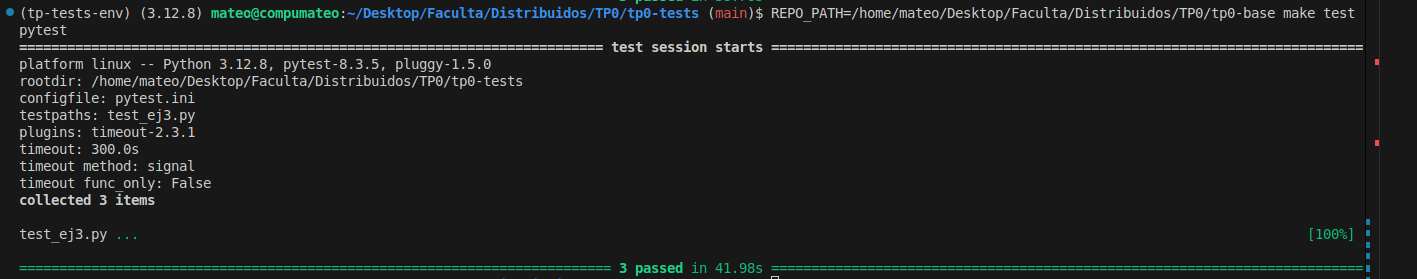 (tp-tests-env) (3.12.8) mateo@compumateo:~/Desktop/Faculta/Distribuidos/TP0/tp0-tests (main)$ REPO_PATH=/home/mateo/Desktop/Faculta/Distribuidos/TP0/tp0-base make test
pytest
========================================================================= test session starts ==========================================================================
platform linux -- Python 3.12.8, pytest-8.3.5, pluggy-1.5.0
rootdir: /home/mateo/Desktop/Faculta/Distribuidos/TP0/tp0-tests
configfile: pytest.ini
testpaths: test_ej3.py
plugins: timeout-2.3.1
timeout: 300.0s
timeout method: signal
timeout func_only: False
collected 3 items
test_ej3.py ... [100%]
========================================================================== 3 passed in 41.98s ==========================================================================